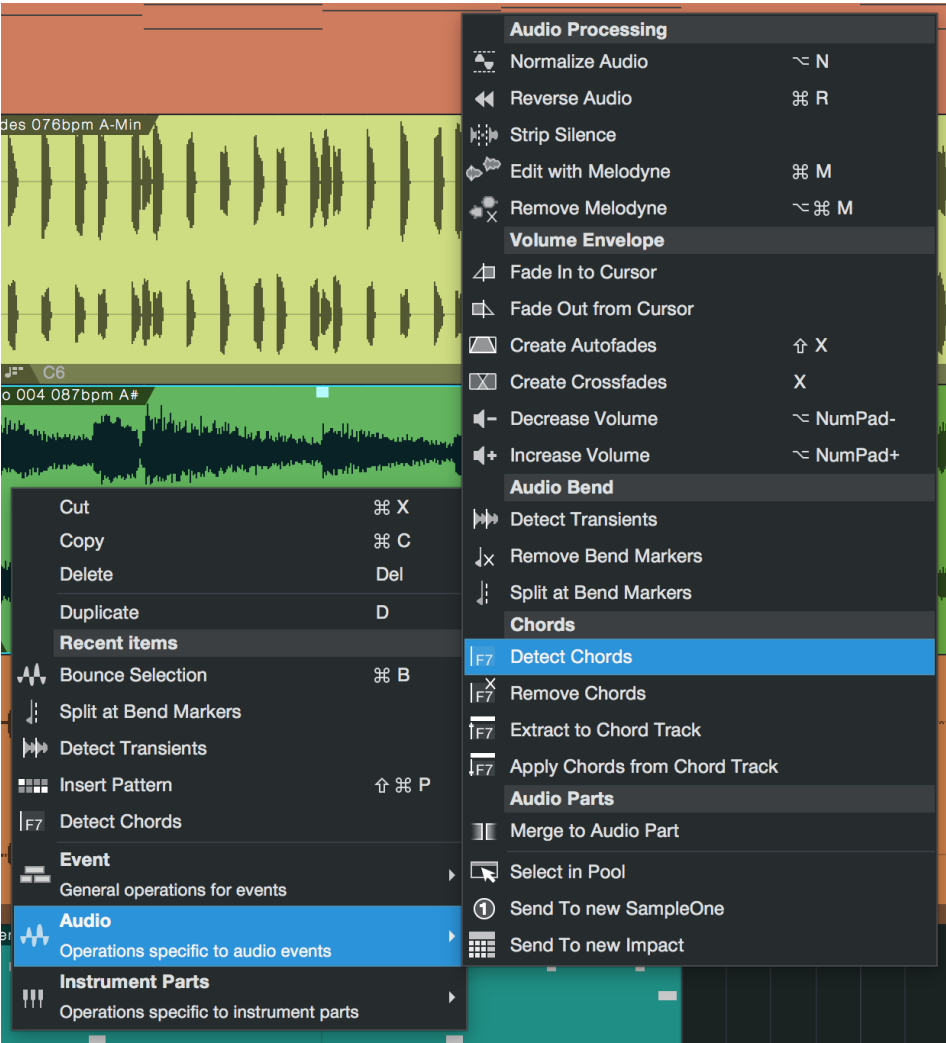 des 076bpm A-Min
C6
o 004 087bpm A#
Cut ⌘ X
Copy ⌘ C
Delete Del
Duplicate D
Recent items
Bounce Selection ⌘ B
Split at Bend Markers
Detect Transients
Insert Pattern ⇧ ⌘ P
F7 Detect Chords
Event
General operations for events
Audio
Operations specific to audio events
Instrument Parts
Operations specific to instrument parts
Audio Processing
Normalize Audio ⌥ N
Reverse Audio ⌘ R
Strip Silence
Edit with Melodyne ⌘ M
Remove Melodyne ⌥ ⌘ M
Volume Envelope
Fade In to Cursor
Fade Out from Cursor
Create Autofades ⇧ X
Create Crossfades X
Decrease Volume ⌥ NumPad-
Increase Volume ⌥ NumPad+
Audio Bend
Detect Transients
Remove Bend Markers
Split at Bend Markers
Chords
F7 Detect Chords
F7 Remove Chords
F7 Extract to Chord Track
F7 Apply Chords from Chord Track
Audio Parts
Merge to Audio Part
Select in Pool
1 Send To new SampleOne
Send To new Impact